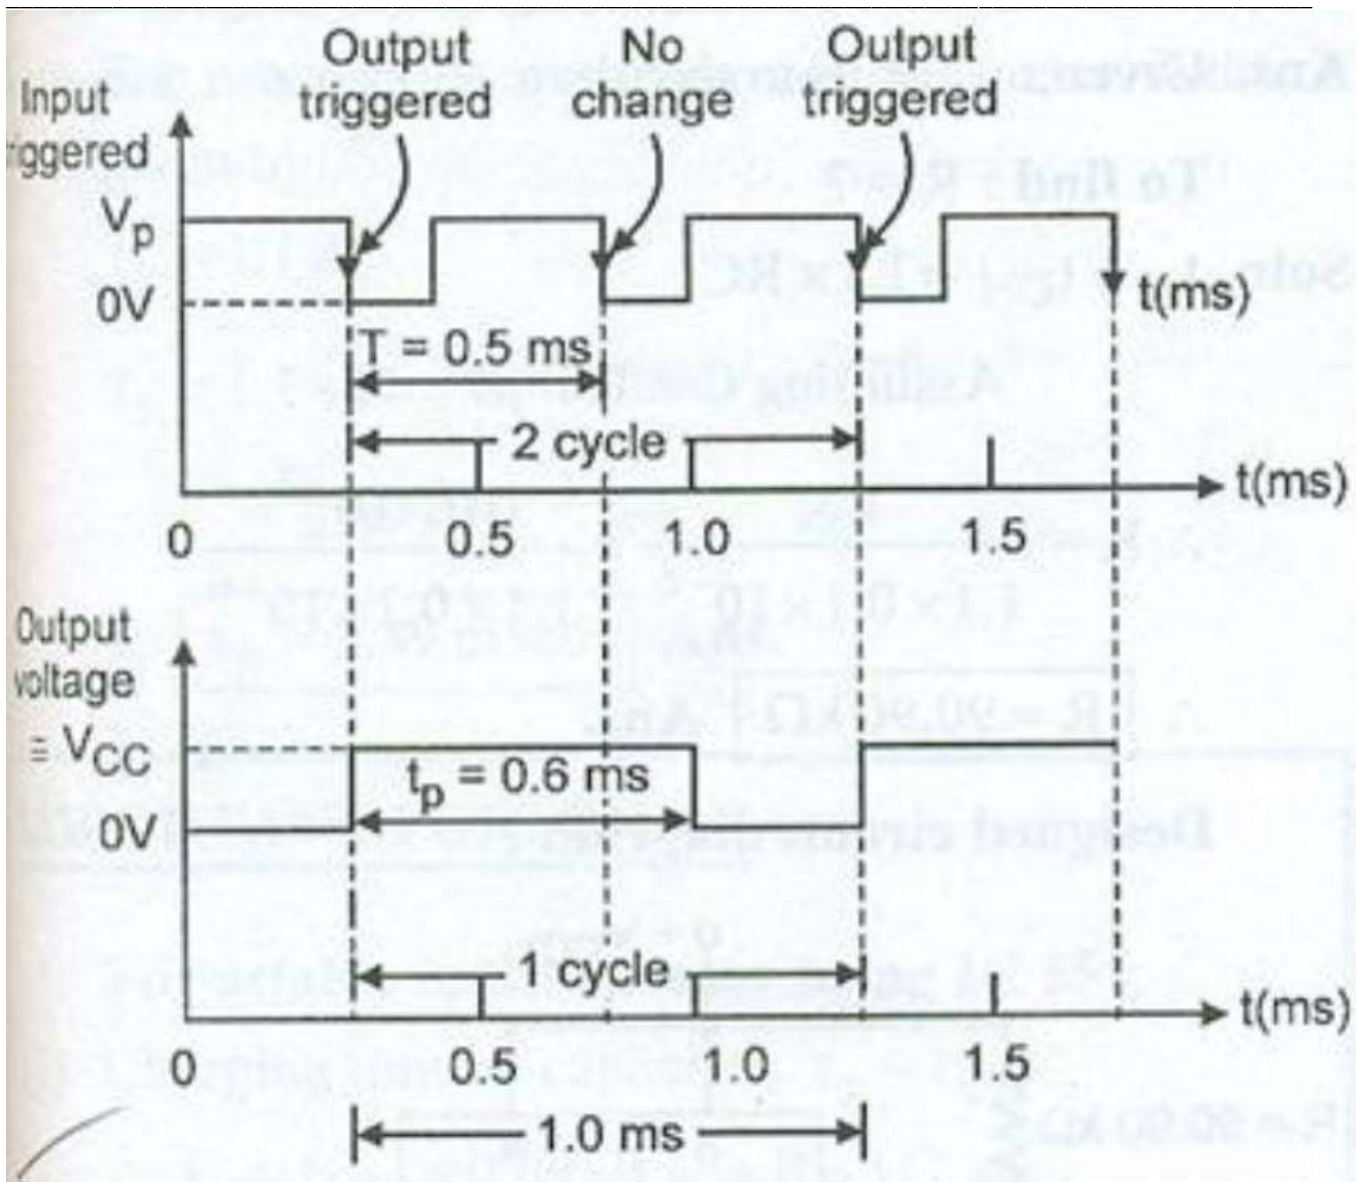 Output triggered
No change
Output triggered
Input
iggered
Vp
0V
t(ms)
T = 0.5 ms
2 cycle
t(ms)
0 0.5 1.0 1.5
Output voltage
≅ VCC
tp = 0.6 ms
0V
1 cycle
t(ms)
0 0.5 1.0 1.5
1.0 ms